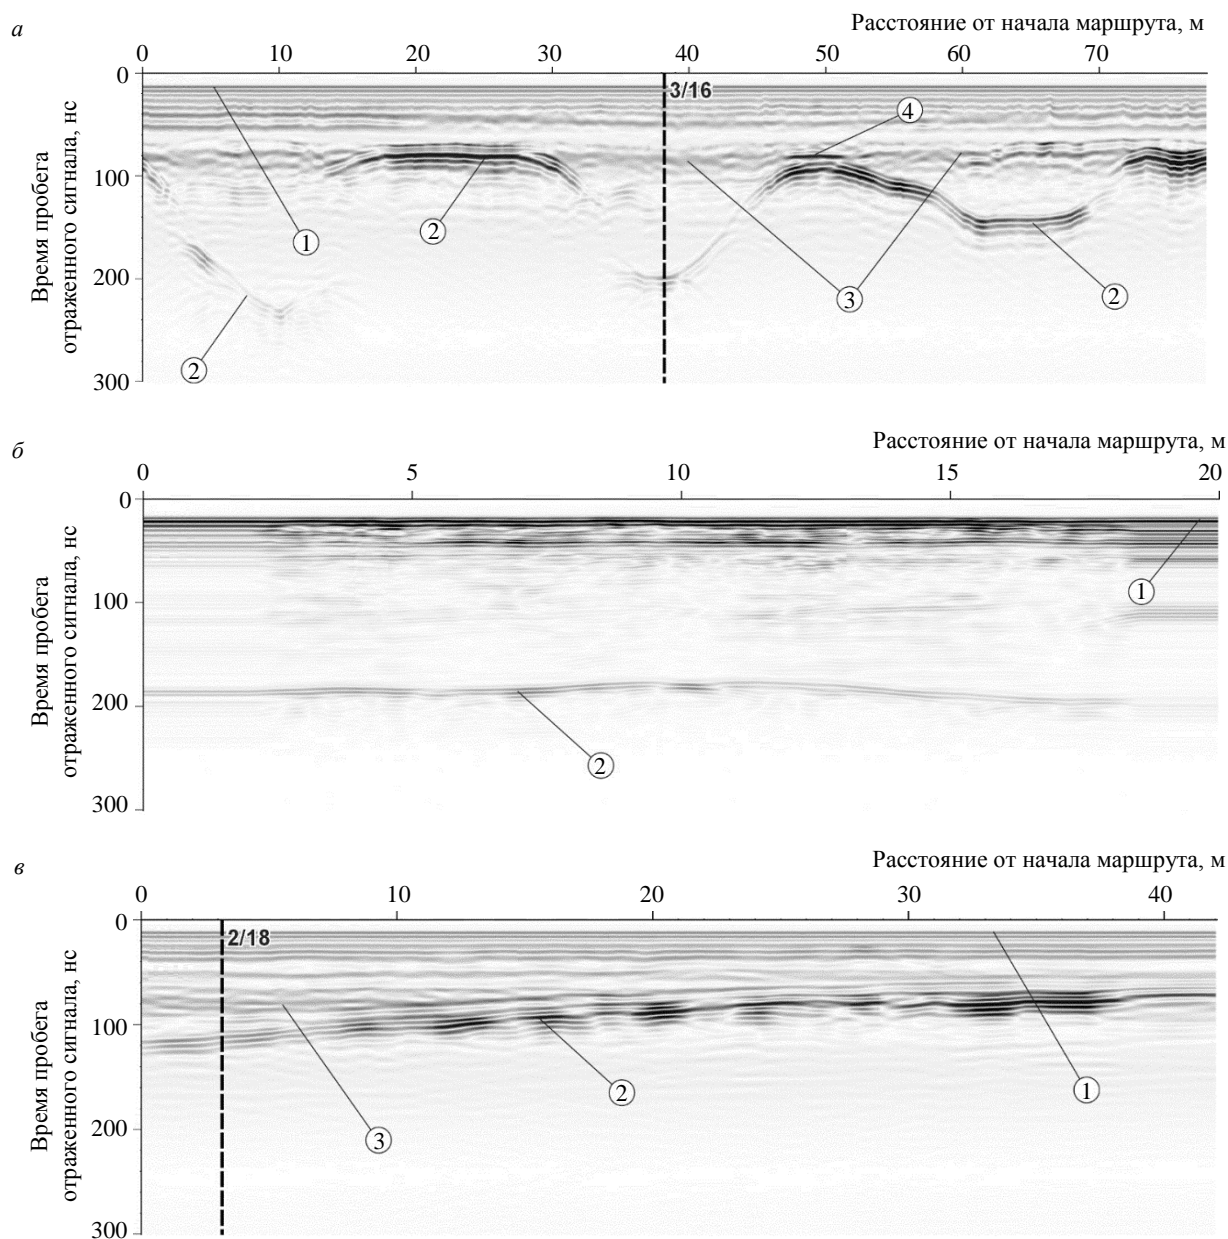 а
Расстояние от начала маршрута, м
0 10 20 30 40 50 60 70
0
100
200
300
Время пробега
отраженного сигнала, нс
3/16
4
1
2
2
3
2
б
Расстояние от начала маршрута, м
0 5 10 15 20
0
100
200
300
Время пробега
отраженного сигнала, нс
1
2
в
Расстояние от начала маршрута, м
0 10 20 30 40
0
100
200
300
Время пробега
отраженного сигнала, нс
2/18
2
1
3